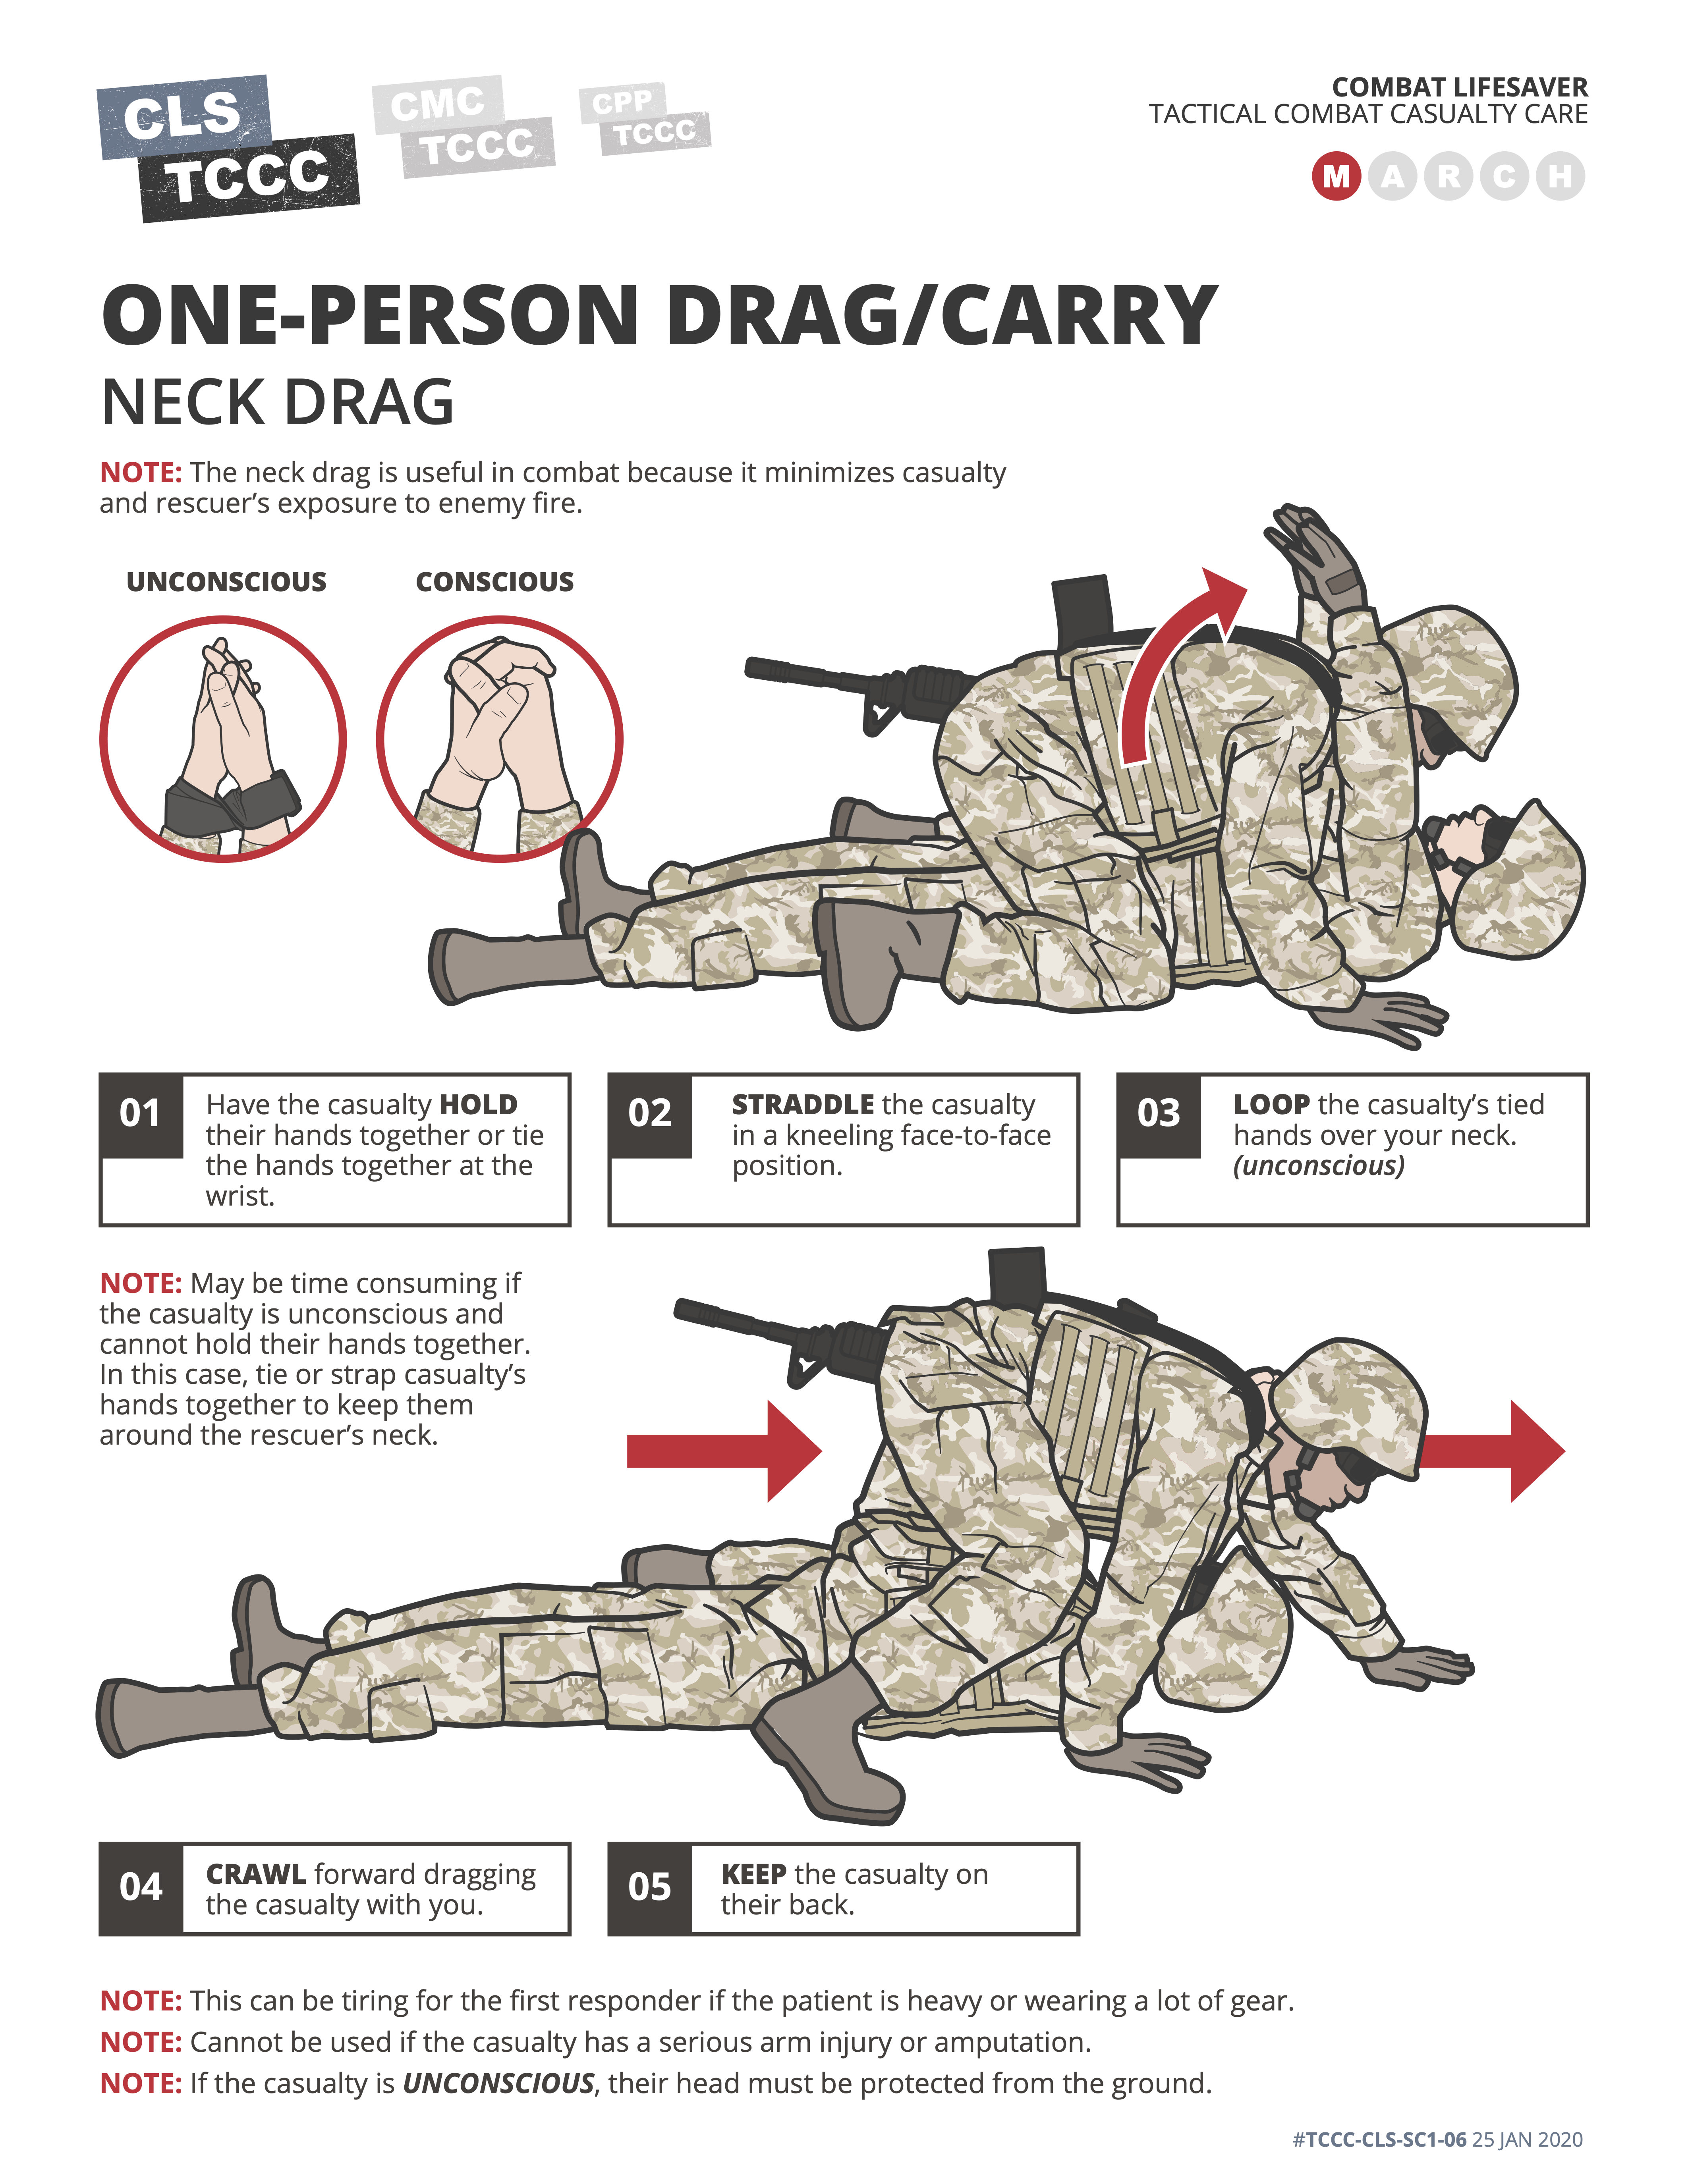 CLS
TCCC
CMC
TCCC
CPP
TCCC
COMBAT LIFESAVER
TACTICAL COMBAT CASUALTY CARE
M A R C H
ONE-PERSON DRAG/CARRY
NECK DRAG
NOTE: The neck drag is useful in combat because it minimizes casualty
and rescuer’s exposure to enemy fire.
UNCONSCIOUS
CONSCIOUS
01
Have the casualty HOLD
their hands together or tie
the hands together at the
wrist.
02
STRADDLE the casualty
in a kneeling face-to-face
position.
03
LOOP the casualty’s tied
hands over your neck.
(unconscious)
NOTE: May be time consuming if
the casualty is unconscious and
cannot hold their hands together.
In this case, tie or strap casualty’s
hands together to keep them
around the rescuer’s neck.
04
CRAWL forward dragging
the casualty with you.
05
KEEP the casualty on
their back.
NOTE: This can be tiring for the first responder if the patient is heavy or wearing a lot of gear.
NOTE: Cannot be used if the casualty has a serious arm injury or amputation.
NOTE: If the casualty is UNCONSCIOUS, their head must be protected from the ground.
#TCCC-CLS-SC1-06 25 JAN 2020